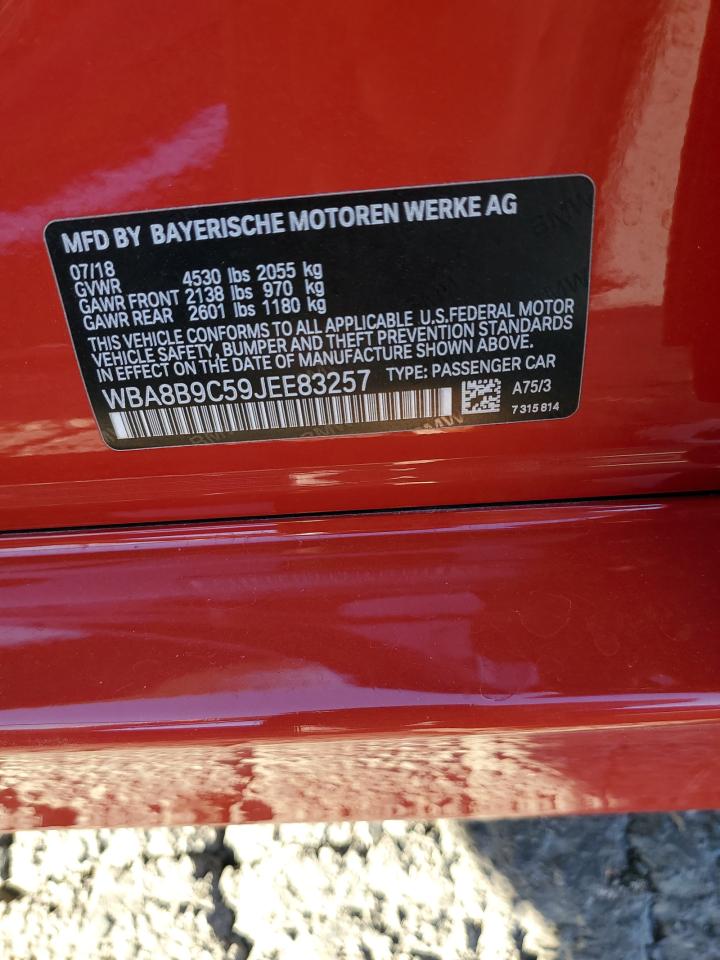 MFD BY BAYERISCHE MOTOREN WERKE AG
07/18
GVWR 4530 lbs 2055 kg
GAWR FRONT 2138 lbs 970 kg
GAWR REAR 2601 lbs 1180 kg
THIS VEHICLE CONFORMS TO ALL APPLICABLE U.S.FEDERAL MOTOR
VEHICLE SAFETY, BUMPER AND THEFT PREVENTION STANDARDS
IN EFFECT ON THE DATE OF MANUFACTURE SHOWN ABOVE.
WBA8B9C59JEE83257 TYPE: PASSENGER CAR
A75/3
7 315 814